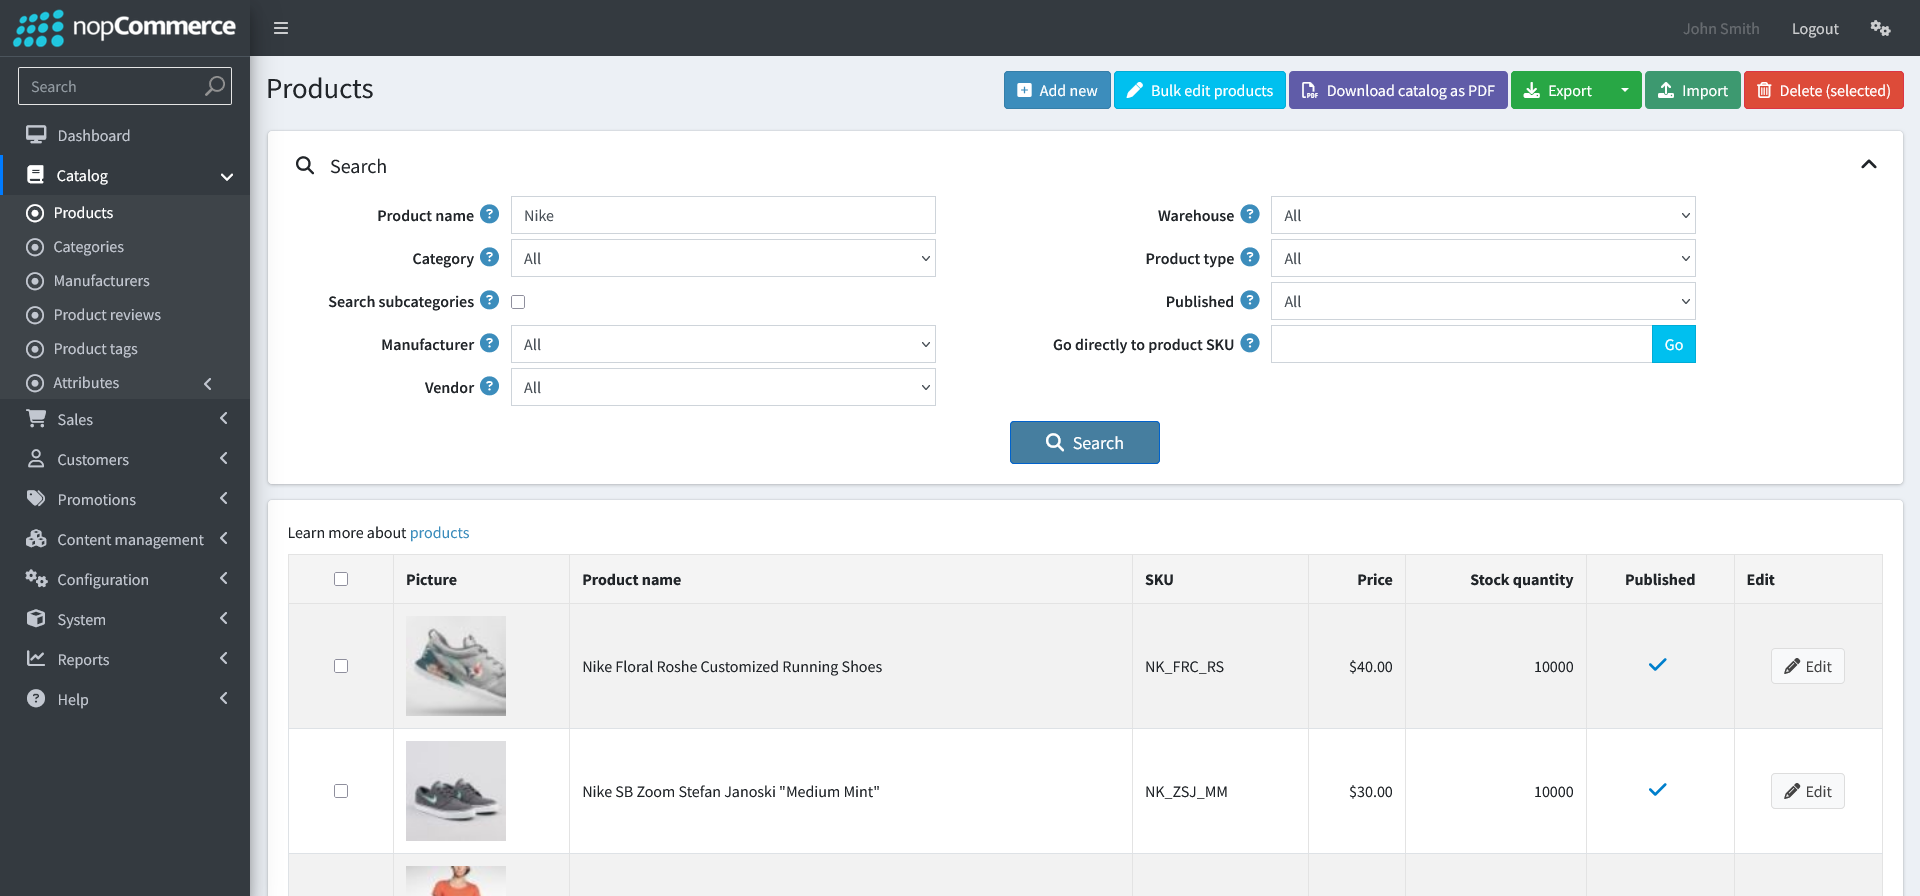 nopCommerce
John Smith
Logout
Search
Dashboard
Catalog
Products
Categories
Manufacturers
Product reviews
Product tags
Attributes
Sales
Customers
Promotions
Content management
Configuration
System
Reports
Help
Products
Add new
Bulk edit products
PDF Download catalog as PDF
Export
Import
Delete (selected)
Search
Product name ? Nike
Category ? All
Search subcategories ?
Manufacturer ? All
Vendor ? All
Warehouse ? All
Product type ? All
Published ? All
Go directly to product SKU ? Go
Search
Learn more about products
Picture Product name SKU Price Stock quantity Published Edit
Nike Floral Roshe Customized Running Shoes NK_FRC_RS $40.00 10000 Edit
Nike SB Zoom Stefan Janoski "Medium Mint" NK_ZSJ_MM $30.00 10000 Edit